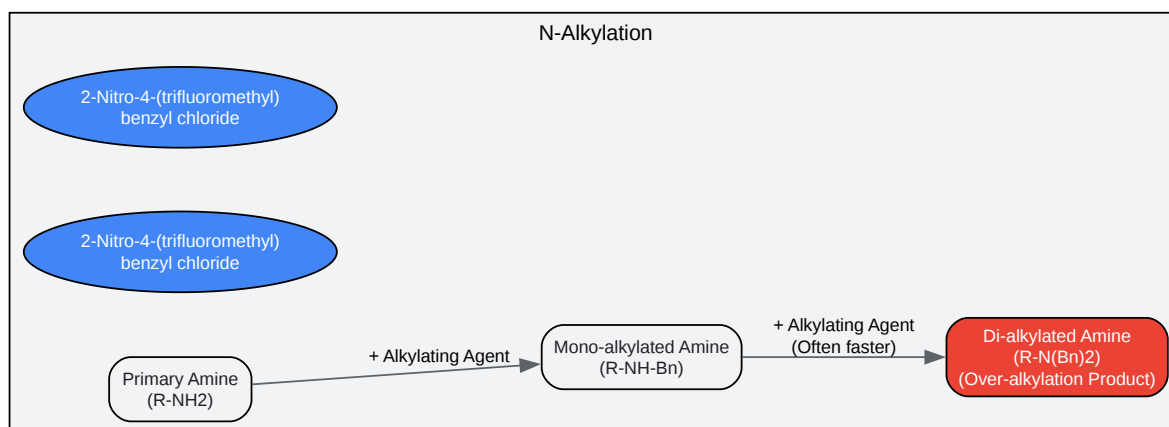 N-Alkylation
2-Nitro-4-(trifluoromethyl)
benzyl chloride
2-Nitro-4-(trifluoromethyl)
benzyl chloride
Primary Amine
(R-NH2)
+ Alkylating Agent
Mono-alkylated Amine
(R-NH-Bn)
+ Alkylating Agent
(Often faster)
Di-alkylated Amine
(R-N(Bn)2)
(Over-alkylation Product)